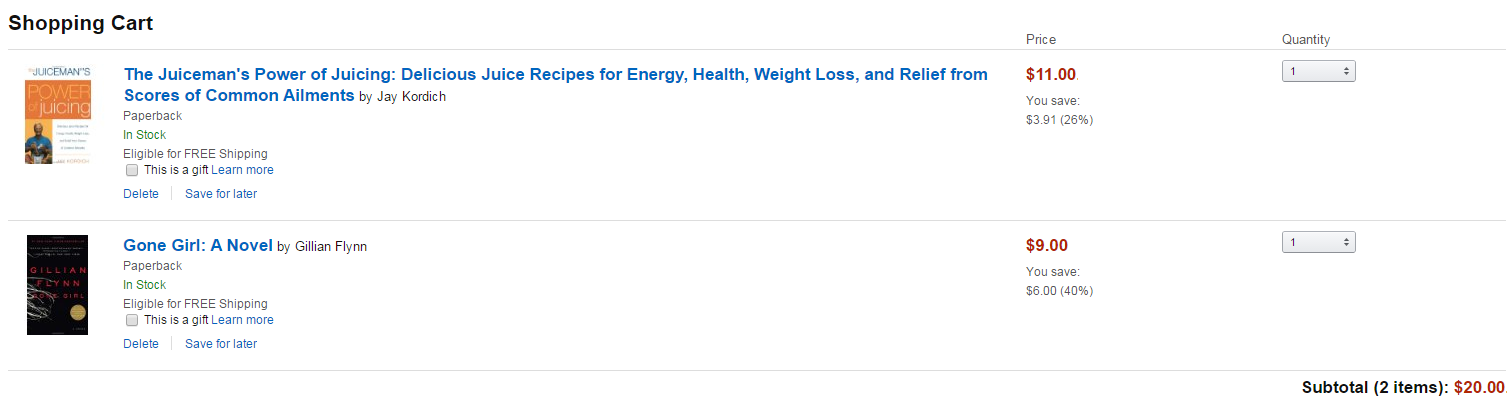 Shopping Cart
Price
Quantity
THE JUICEMAN'S
POWER
of juicing
JAY KORDICH
The Juiceman's Power of Juicing: Delicious Juice Recipes for Energy, Health, Weight Loss, and Relief from
Scores of Common Ailments by Jay Kordich
Paperback
In Stock
Eligible for FREE Shipping
This is a gift Learn more
Delete
Save for later
$11.00
You save:
$3.91 (26%)
1
GILLIAN
FLYNN
GONE GIRL
Gone Girl: A Novel by Gillian Flynn
Paperback
In Stock
Eligible for FREE Shipping
This is a gift Learn more
Delete
Save for later
$9.00
You save:
$6.00 (40%)
1
Subtotal (2 items): $20.00